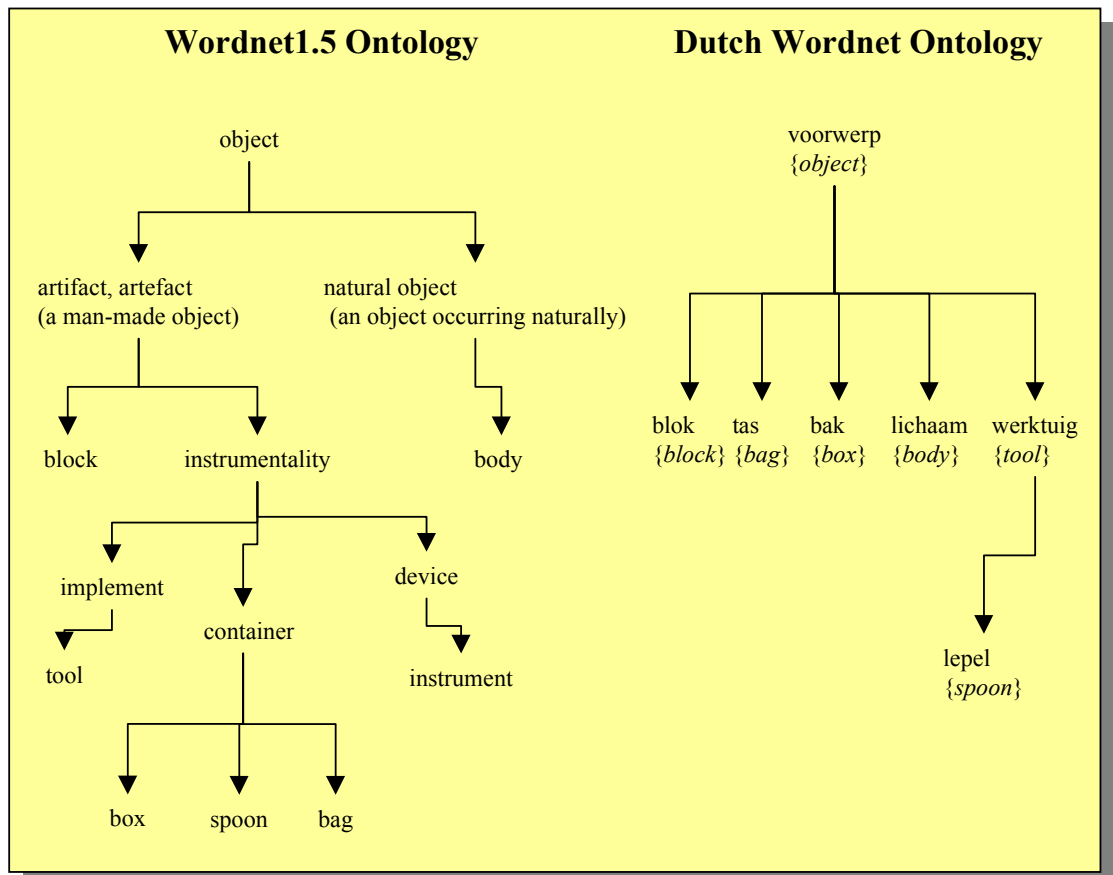 Wordnet1.5 Ontology
object
artifact, artefact
(a man-made object)
natural object
(an object occurring naturally)
block
instrumentality
body
implement
container
device
tool
instrument
box
spoon
bag
Dutch Wordnet Ontology
voorwerp
{object}
blok
{block}
tas
{bag}
bak
{box}
lichaam
{body}
werktuig
{tool}
lepel
{spoon}